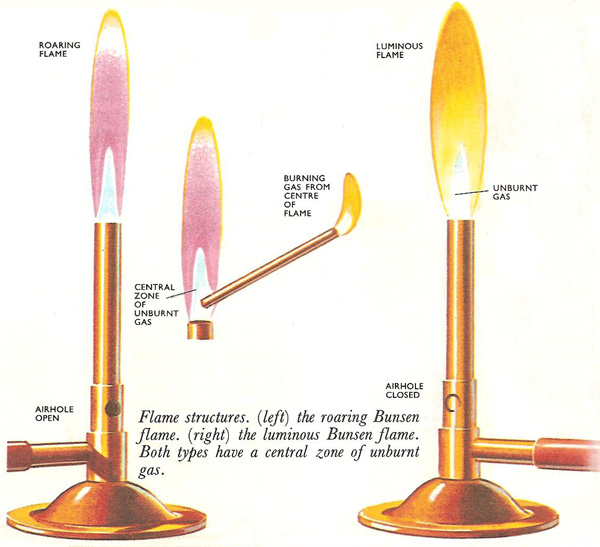 ROARING
FLAME
LUMINOUS
FLAME
BURNING
GAS FROM
CENTRE
OF
FLAME
UNBURNT
GAS
CENTRAL
ZONE
OF
UNBURNT
GAS
AIRHOLE
OPEN
AIRHOLE
CLOSED
Flame structures. (left) the roaring Bunsen
flame. (right) the luminous Bunsen flame.
Both types have a central zone of unburnt
gas.